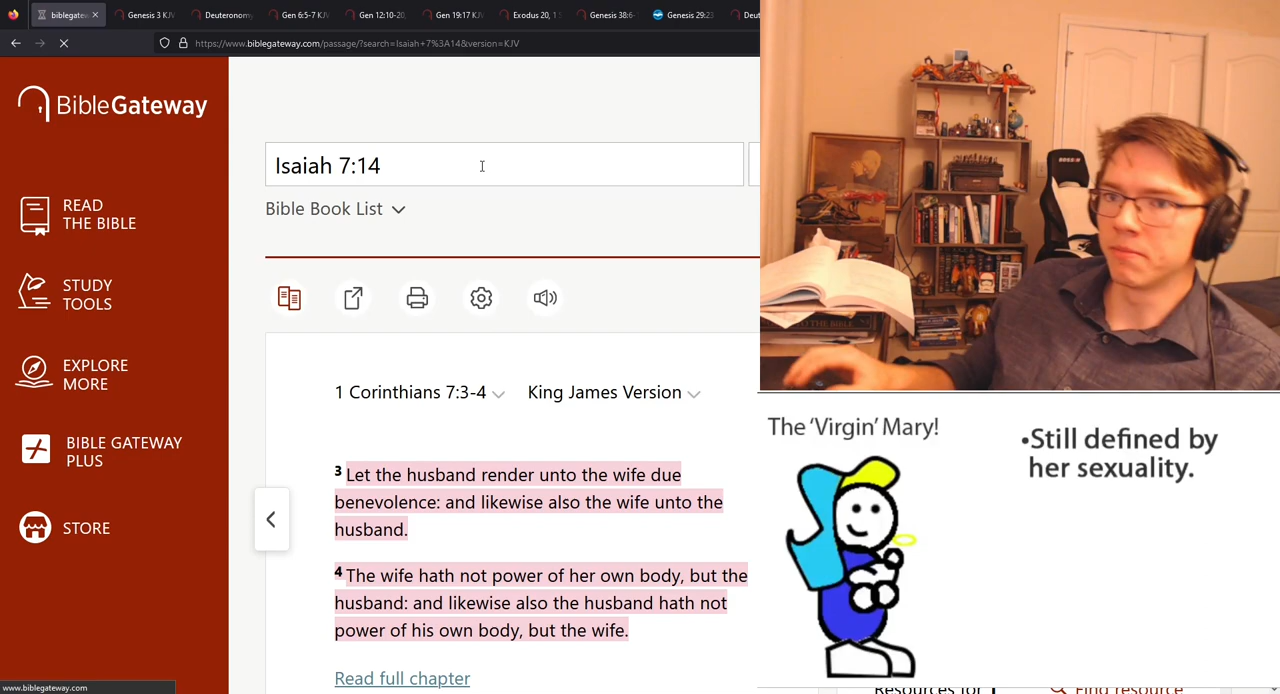 biblegatew
Genesis 3 KJV
Deuteronomy
Gen 6:5-7 KJV
Gen 12:10-20,
Gen 19:17 KJV
Exodus 20, 1
Genesis 38:6-
Genesis 29:23
Deut
https://www.biblegateway.com/passage/?search=Isaiah+7%3A14&version=KJV
BibleGateway
Isaiah 7:14
Bible Book List
READ
THE BIBLE
STUDY
TOOLS
EXPLORE
MORE
BIBLE GATEWAY
PLUS
STORE
1 Corinthians 7:3-4 King James Version
3 Let the husband render unto the wife due
benevolence: and likewise also the wife unto the
husband.
4 The wife hath not power of her own body, but the
husband: and likewise also the husband hath not
power of his own body, but the wife.
Read full chapter
www.biblegateway.com
The 'Virgin' Mary!
•Still defined by
her sexuality.
Resources for
Find resource